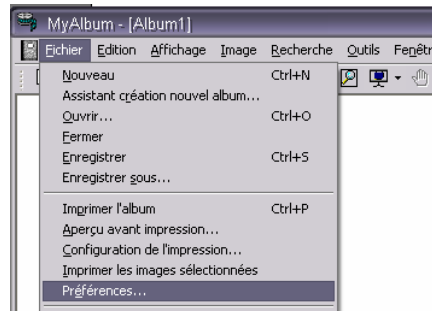 MyAlbum - [Album1]
Fichier Edition Affichage Image Recherche Outils Fenêtr
Nouveau Ctrl+N
Assistant création nouvel album...
Ouvrir... Ctrl+O
Fermer
Enregistrer Ctrl+S
Enregistrer sous...
Imprimer l'album Ctrl+P
Aperçu avant impression...
Configuration de l'impression...
Imprimer les images sélectionnées
Préférences...